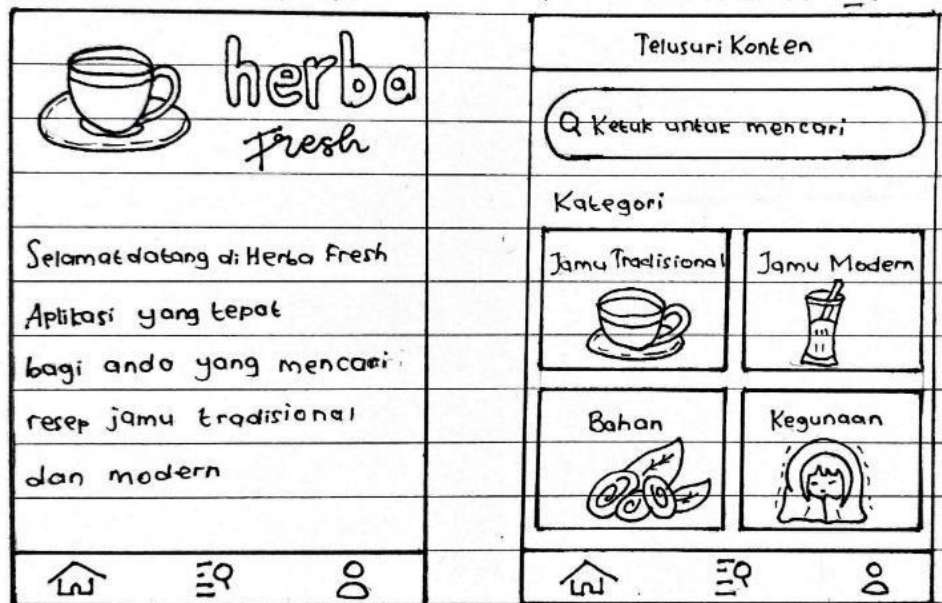 herba
Fresh
Selamat datang di Herba Fresh
Aplikasi yang tepat
bagi anda yang mencari
resep jamu tradisional
dan modern
Telusuri Konten
Ketuk untuk mencari
Kategori
Jamu Tradisional
Jamu Modern
Bahan
Kegunaan